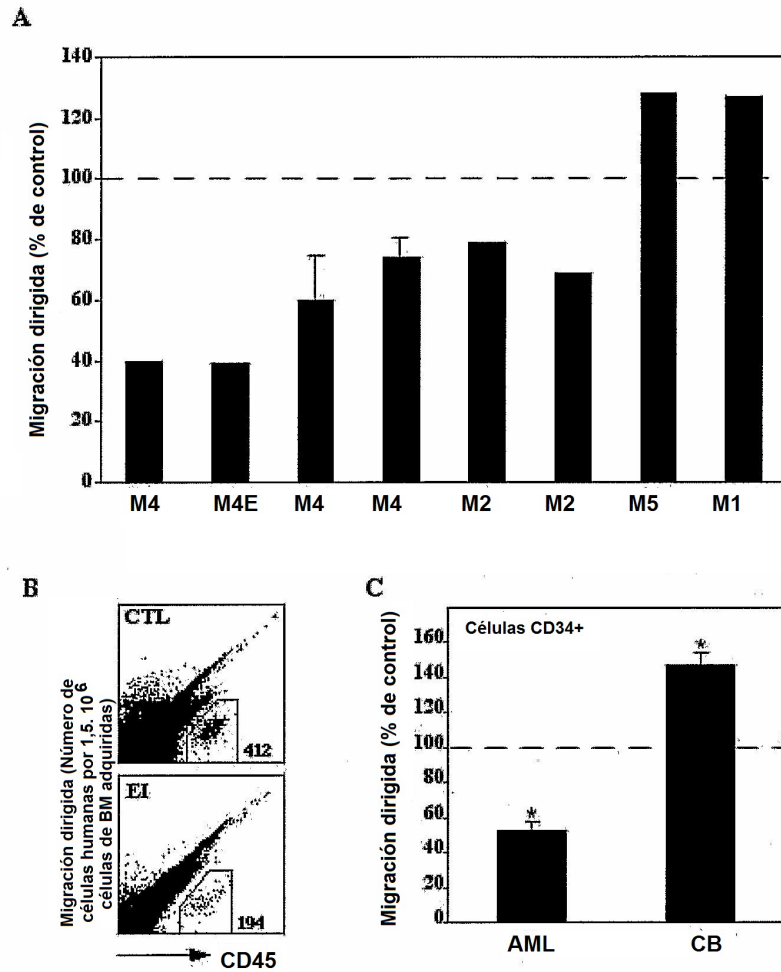 A
Migración dirigida (% de control)
140
120
100
80
60
40
20
0
M4 M4E M4 M4 M2 M2 M5 M1
B
Migración dirigida (Número de
células humanas por 1,5. 10⁶
células de BM adquiridas)
CTL
412
EI
194
CD45
C
Migración dirigida (% de control)
Células CD34+
160
140
120
100
80
60
40
20
0
*
*
AML CB